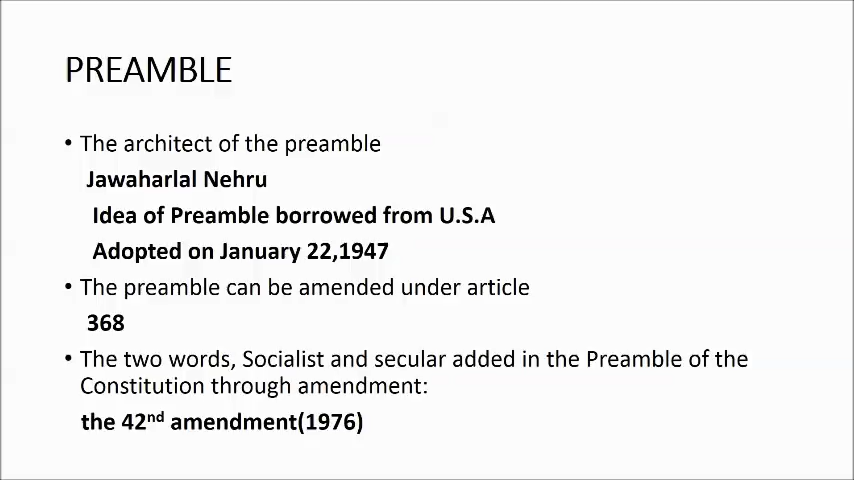 PREAMBLE
• The architect of the preamble
Jawaharlal Nehru
Idea of Preamble borrowed from U.S.A
Adopted on January 22,1947
• The preamble can be amended under article
368
• The two words, Socialist and secular added in the Preamble of the
Constitution through amendment:
the 42nd amendment(1976)